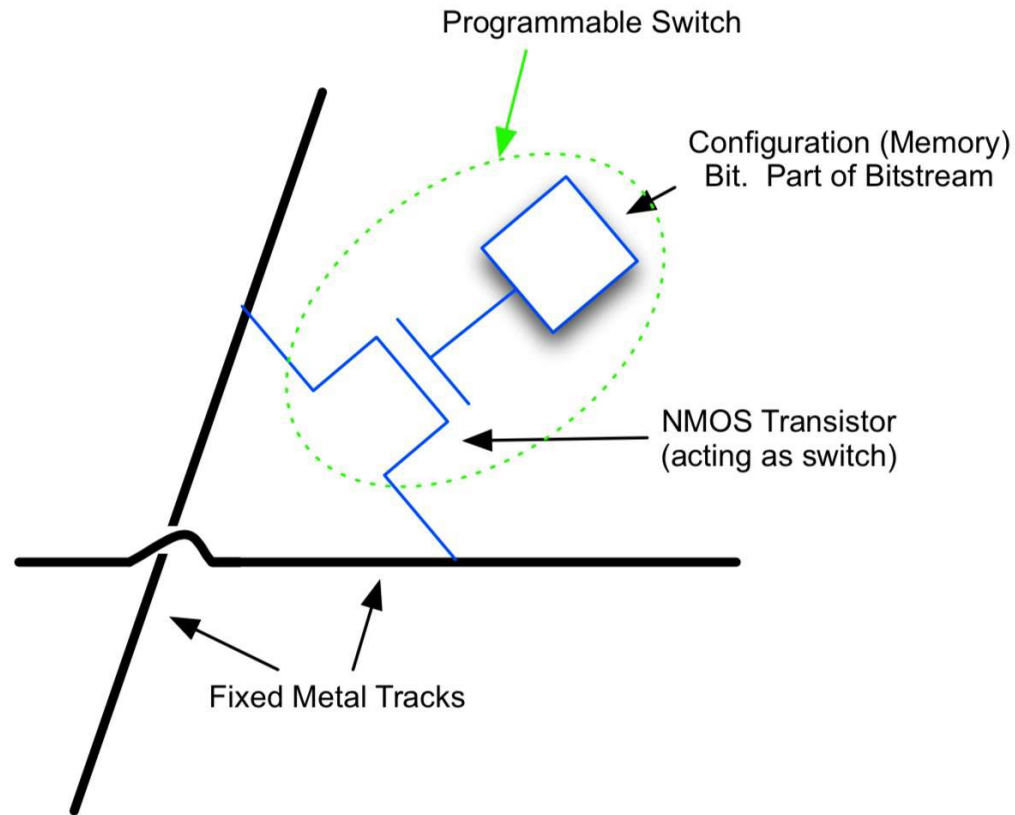 Programmable Switch
Configuration (Memory)
Bit.  Part of Bitstream
NMOS Transistor
(acting as switch)
Fixed Metal Tracks